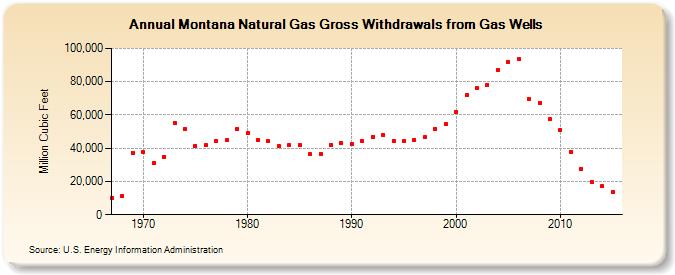 Annual Montana Natural Gas Gross Withdrawals from Gas Wells
Million Cubic Feet
100,000
80,000
60,000
40,000
20,000
0
1970 1980 1990 2000 2010
Source: U.S. Energy Information Administration